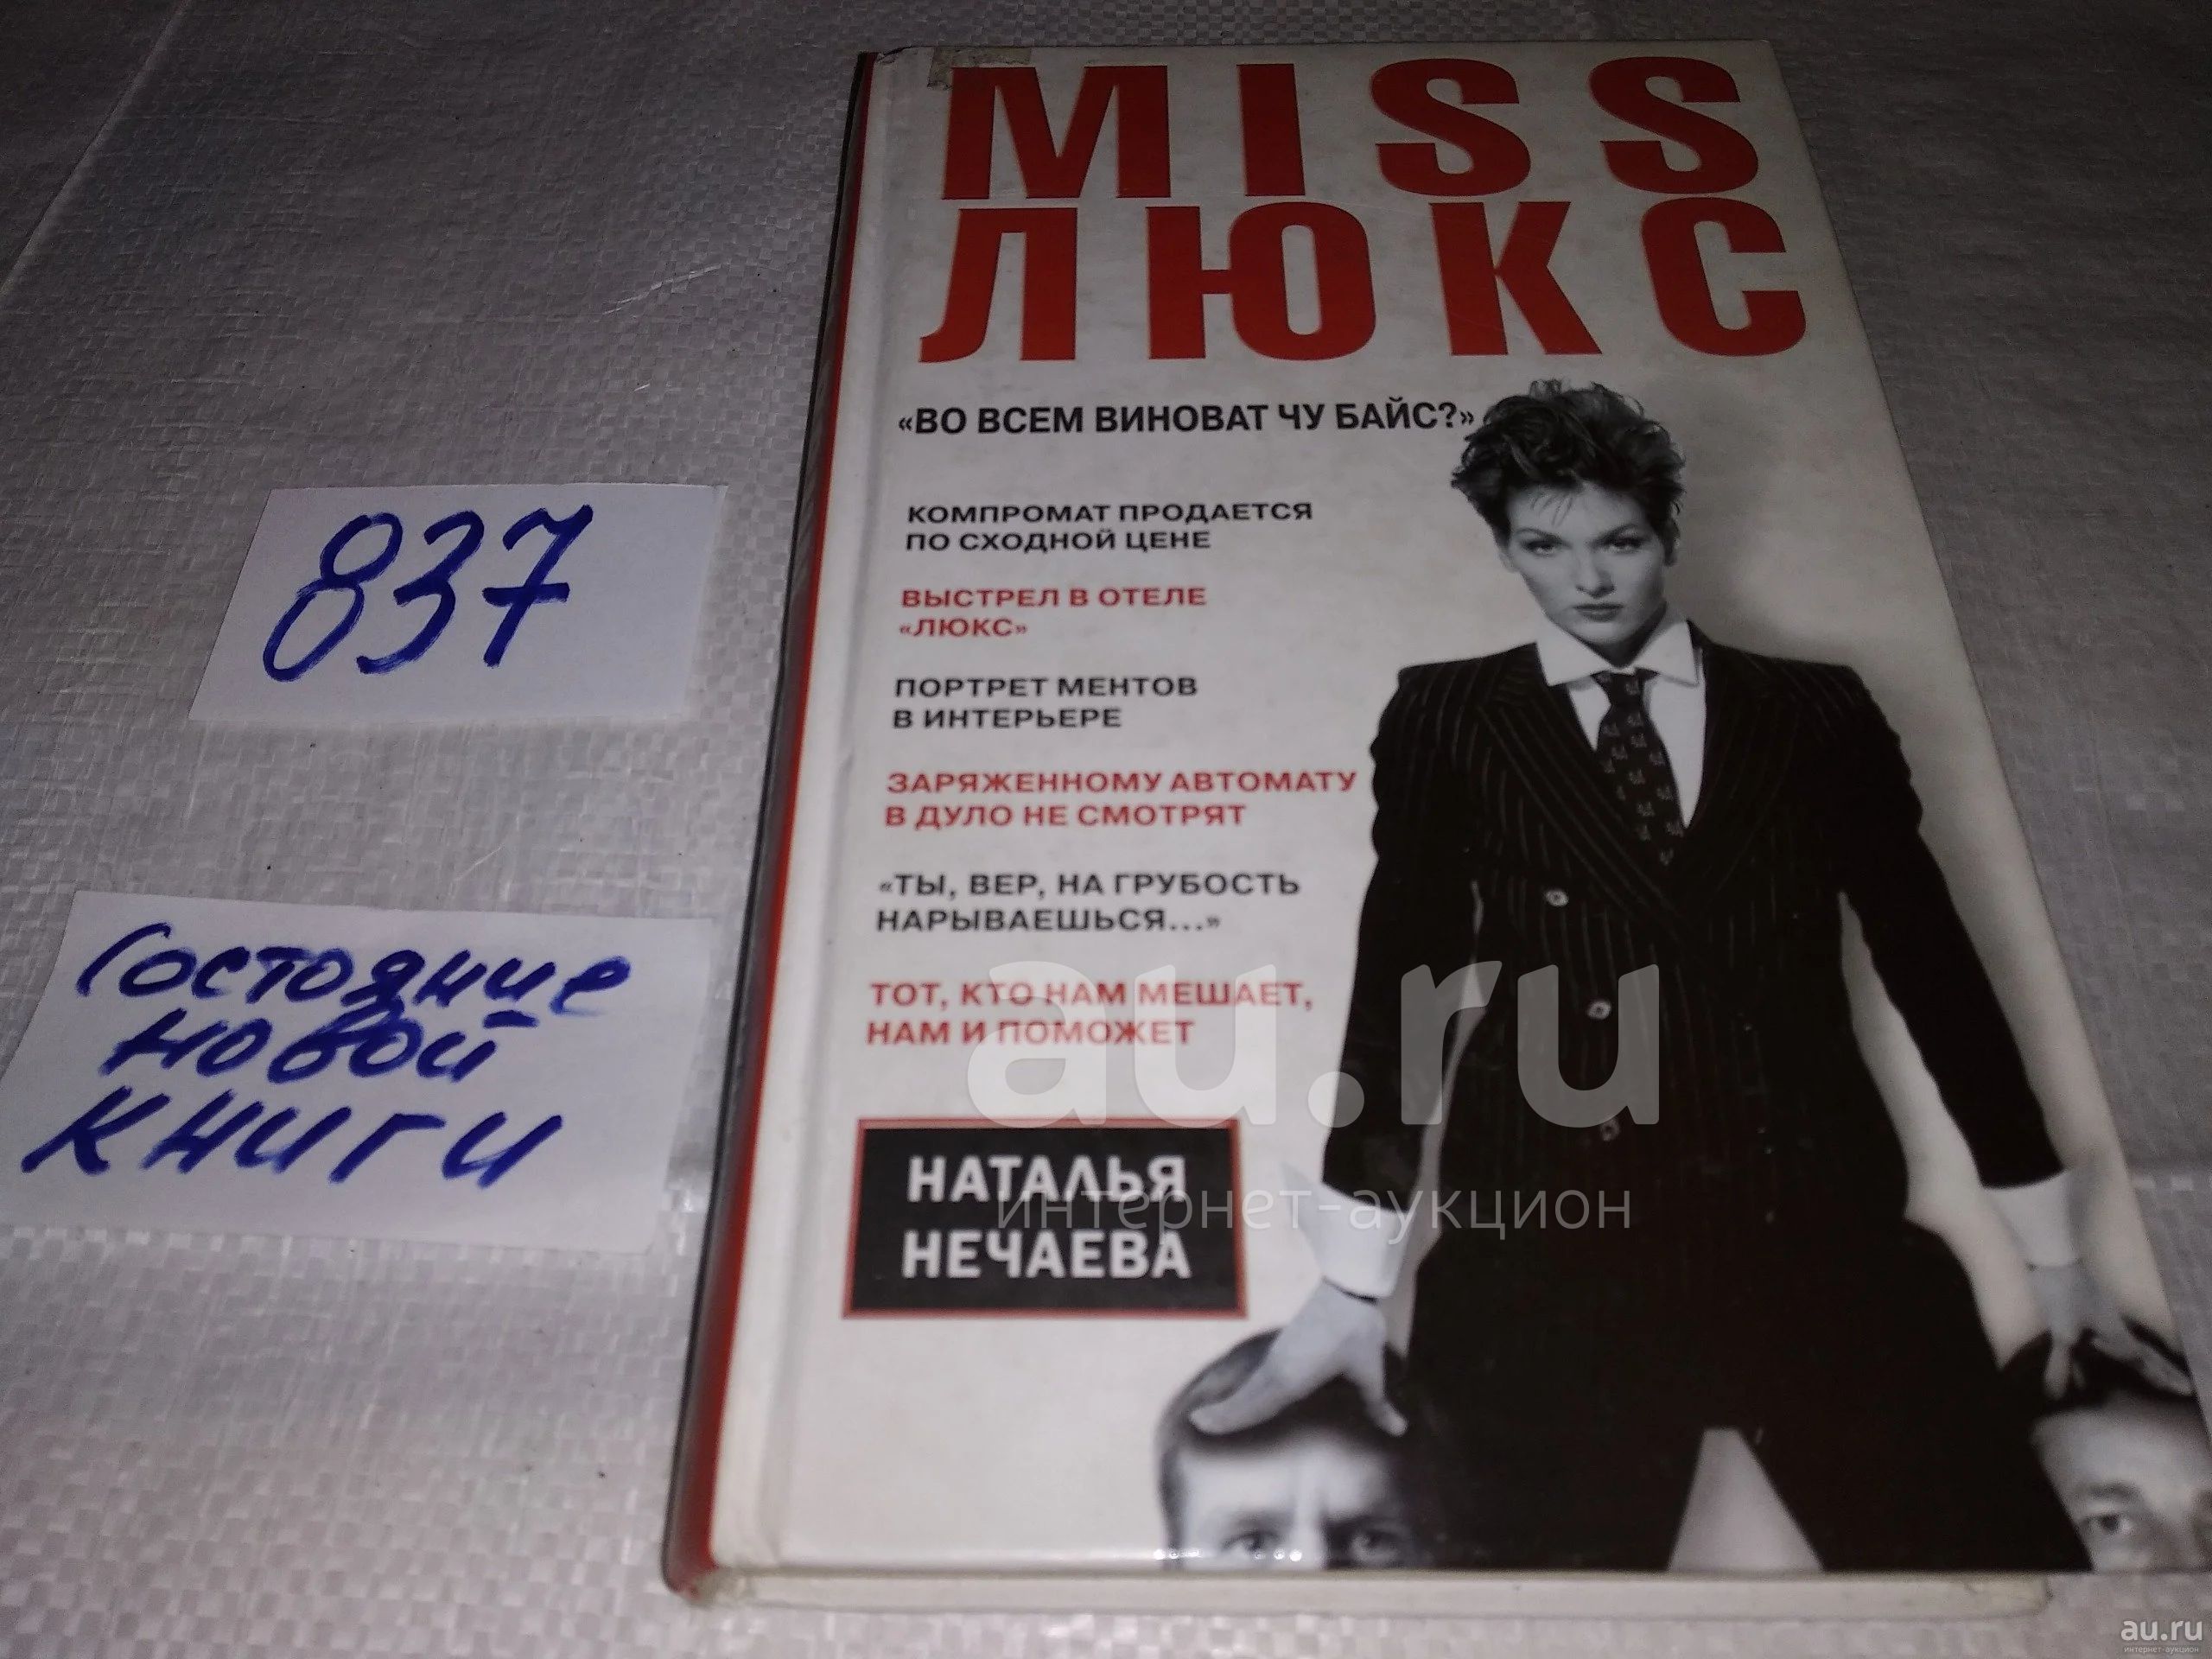 MISS
ЛЮКС
«ВО ВСЕМ ВИНОВАТ ЧУ БАЙС?»
КОМПРОМАТ ПРОДАЕТСЯ
ПО СХОДНОЙ ЦЕНЕ
ВЫСТРЕЛ В ОТЕЛЕ
«ЛЮКС»
ПОРТРЕТ МЕНТОВ
В ИНТЕРЬЕРЕ
ЗАРЯЖЕННОМУ АВТОМАТУ
В ДУЛО НЕ СМОТРЯТ
«ТЫ, ВЕР, НА ГРУБОСТЬ
НАРЫВАЕШЬСЯ...»
ТОТ, КТО НАМ МЕШАЕТ,
НАМ И ПОМОЖЕТ
НАТАЛЬЯ
НЕЧАЕВА
837
Состояние
новой
книги
au.ru
интернет-аукцион
au.ru
интернет-аукцион